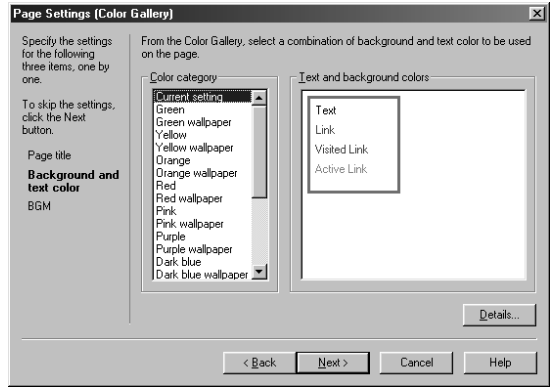 Page Settings (Color Gallery)
Specify the settings
for the following
three items, one by
one.
To skip the settings,
click the Next
button.
Page title
Background and
text color
BGM
From the Color Gallery, select a combination of background and text color to be used
on the page.
Color category
Current setting
Green
Green wallpaper
Yellow
Yellow wallpaper
Orange
Orange wallpaper
Red
Red wallpaper
Pink
Pink wallpaper
Purple
Purple wallpaper
Dark blue
Dark blue wallpaper
Text and background colors
Text
Link
Visited Link
Active Link
Details...
< Back
Next >
Cancel
Help